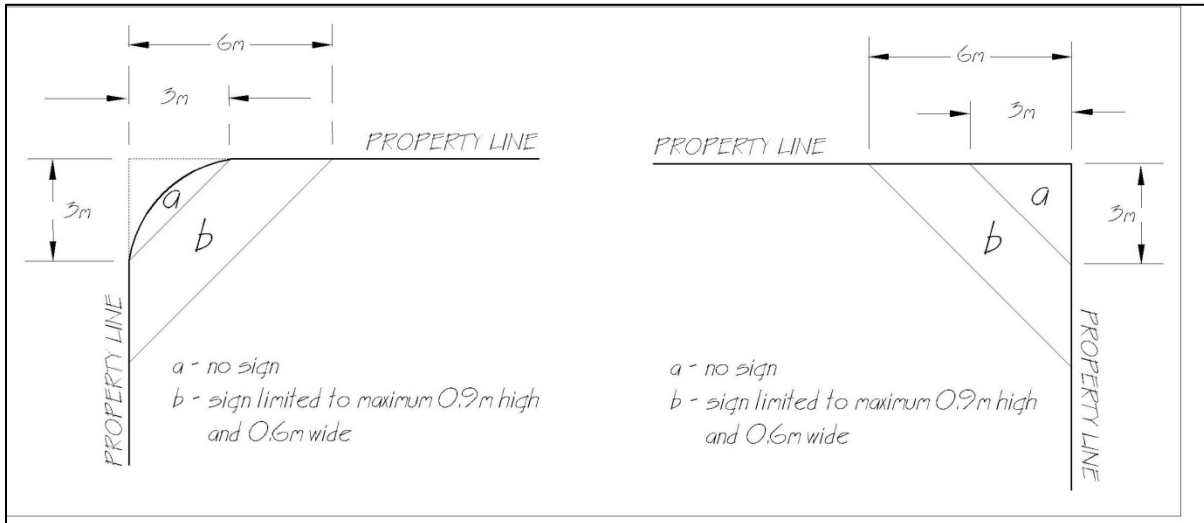 6m
3m
PROPERTY LINE
3m
a
b
PROPERTY LINE
a - no sign
b - sign limited to maximum 0.9m high
and 0.6m wide
6m
3m
PROPERTY LINE
a
3m
b
PROPERTY LINE
a - no sign
b - sign limited to maximum 0.9m high
and 0.6m wide